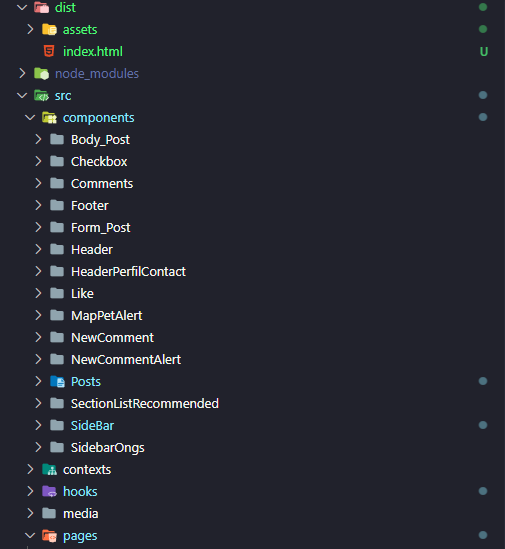 dist
assets
index.html U
node_modules
src
components
Body_Post
Checkbox
Comments
Footer
Form_Post
Header
HeaderPerfilContact
Like
MapPetAlert
NewComment
NewCommentAlert
Posts
SectionListRecommended
SideBar
SidebarOngs
contexts
hooks
media
pages